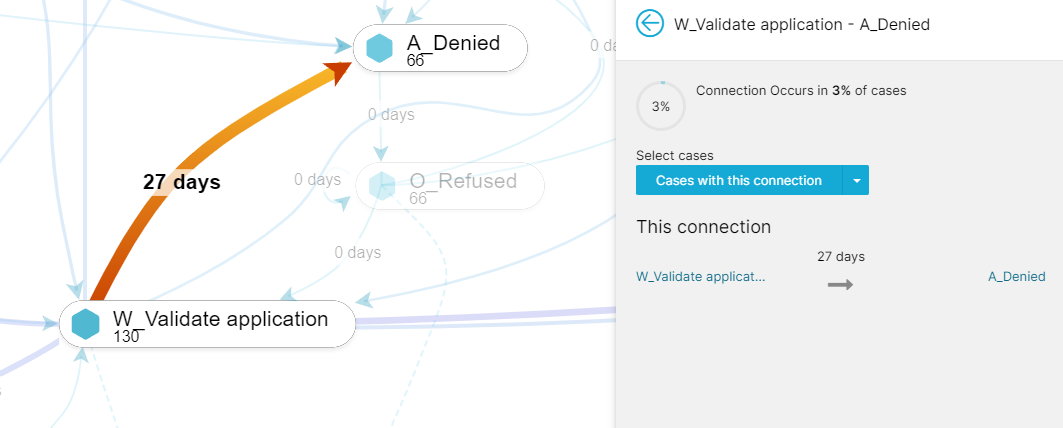 A_Denied
66
0 da
0 days
27 days
0 days
O_Refused
66
0 days
W_Validate application
130
W_Validate application - A_Denied
3%
Connection Occurs in 3% of cases
Select cases
Cases with this connection
This connection
27 days
W_Validate applicat...
A_Denied